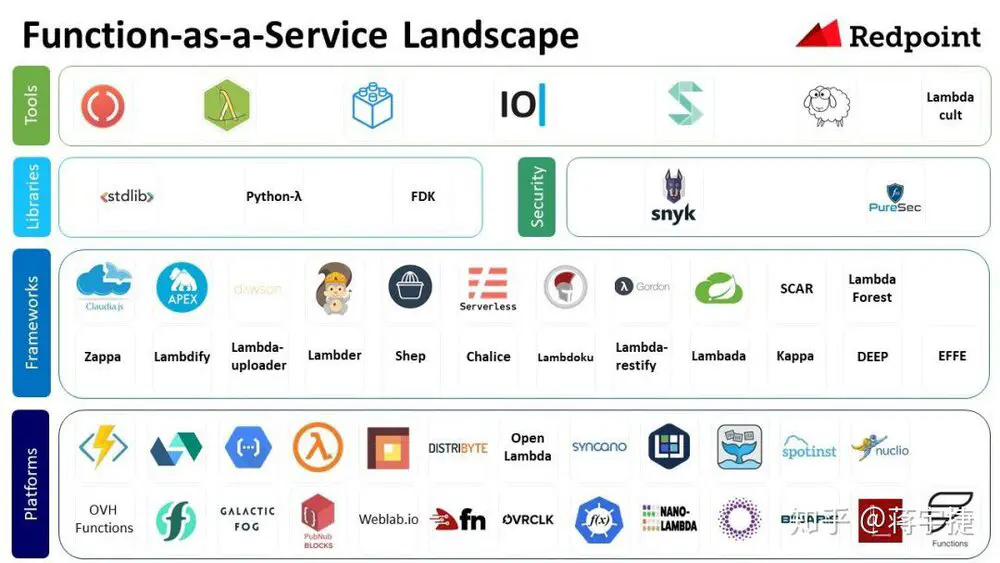 Function-as-a-Service Landscape
Redpoint
Tools
IO
Lambda
cult
Libraries
<stdlib>
Python-λ
FDK
Security
snyk
PureSec
Frameworks
Claudia.js
APEX
dawson
Serverless
Gordon
SCAR
Lambda
Forest
Zappa
Lambdify
Lambda-
uploader
Lambder
Shep
Chalice
Lambdoku
Lambda-
restify
Lambada
Kappa
DEEP
EFFE
Platforms
DISTRIBYTE
Open
Lambda
SYNCANO
spotinst
nuclio
OVH
Functions
GALACTIC
FOG
PubNub
BLOCKS
Weblab.io
fn
OVRCLK
f(x)
NANO-
LAMBDA
知乎 @蒋宇捷
Functions